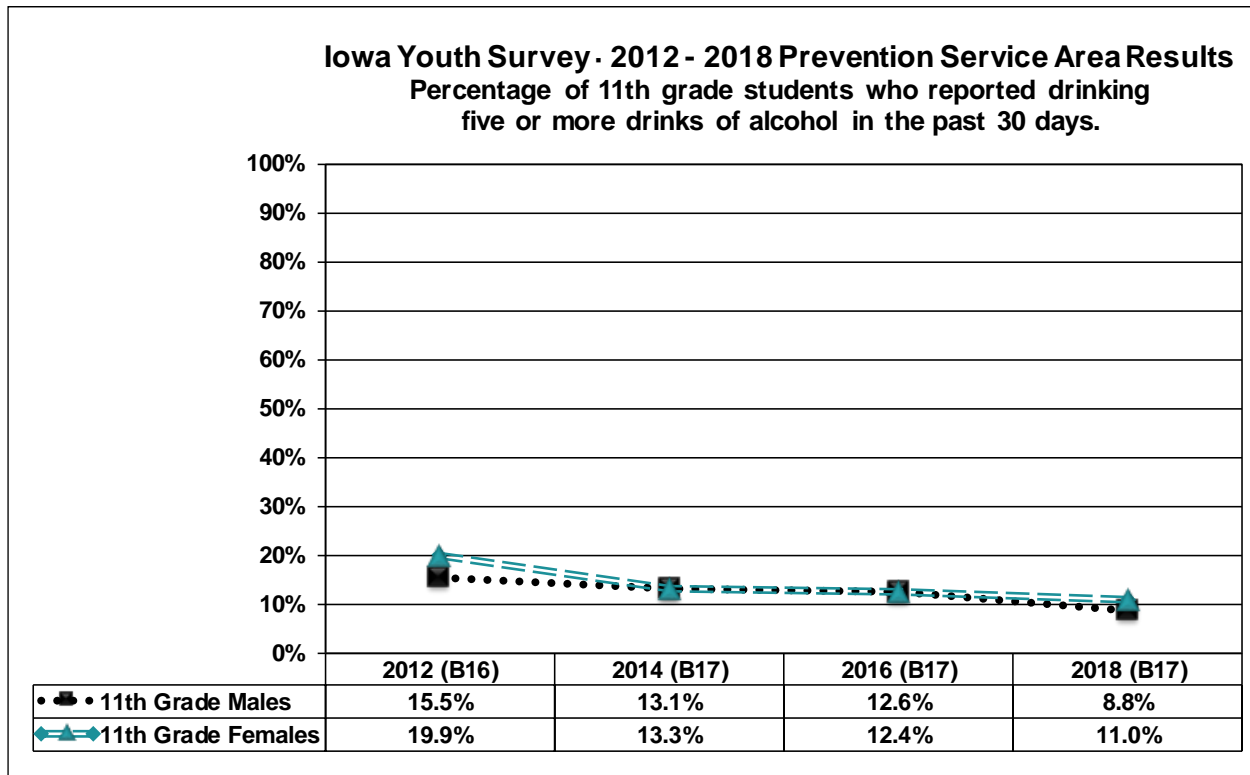 Iowa Youth Survey · 2012 - 2018 Prevention Service Area Results
Percentage of 11th grade students who reported drinking
five or more drinks of alcohol in the past 30 days.
100%
90%
80%
70%
60%
50%
40%
30%
20%
10%
0%
2012 (B16) 2014 (B17) 2016 (B17) 2018 (B17)
11th Grade Males 15.5% 13.1% 12.6% 8.8%
11th Grade Females 19.9% 13.3% 12.4% 11.0%